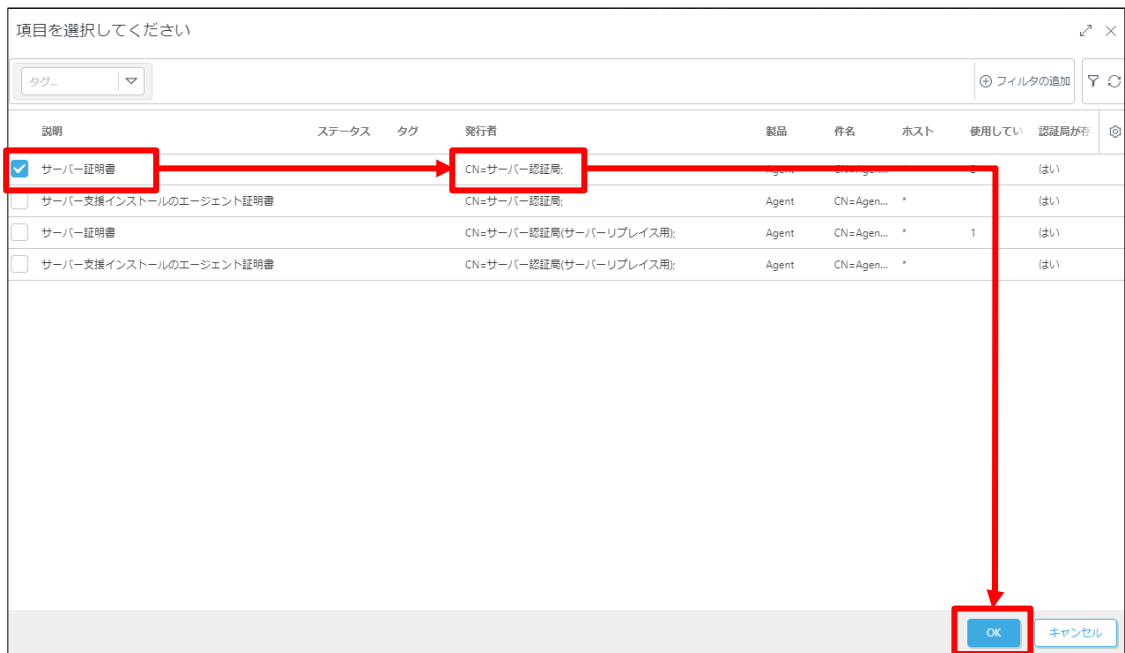 項目を選択してください
タグ...
フィルタの追加
説明 ステータス タグ 発行者 製品 件名 ホスト 使用してい 認証局が存
サーバー証明書 CN=サーバー認証局; はい
サーバー支援インストールのエージェント証明書 CN=サーバー認証局; Agent CN=Agen... * はい
サーバー証明書 CN=サーバー認証局(サーバーリプレイス用); Agent CN=Agen... * 1 はい
サーバー支援インストールのエージェント証明書 CN=サーバー認証局(サーバーリプレイス用); Agent CN=Agen... * はい
OK キャンセル